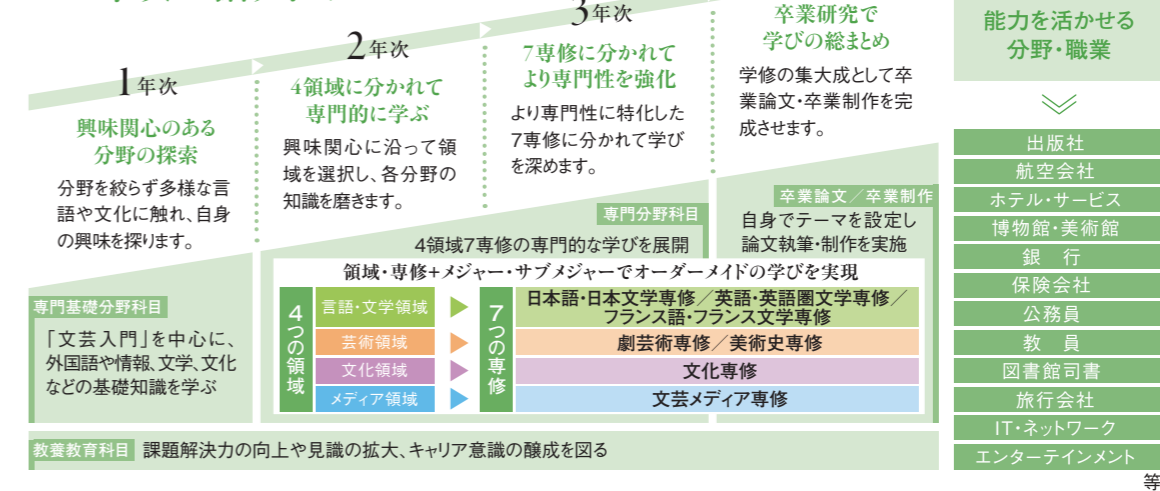 1年次
興味関心のある
分野の探索
分野を絞らず多様な言
語や文化に触れ、自身
の興味を探ります。
2年次
4領域に分かれて
専門的に学ぶ
興味関心に沿って領
域を選択し、各分野の
知識を磨きます。
3年次
7専修に分かれて
より専門性を強化
より専門性に特化した
7専修に分かれて学び
を深めます。
卒業研究で
学びの総まとめ
学修の集大成として卒
業論文・卒業制作を完
成させます。
専門基礎分野科目
「文芸入門」を中心に、
外国語や情報、文学、文化
などの基礎知識を学ぶ
専門分野科目
4領域7専修の専門的な学びを展開
卒業論文／卒業制作
自身でテーマを設定し
論文執筆・制作を実施
領域・専修+メジャー・サブメジャーでオーダーメイドの学びを実現
4つの領域
言語・文学領域
芸術領域
文化領域
メディア領域
7つの専修
日本語・日本文学専修／英語・英語圏文学専修／
フランス語・フランス文学専修
劇芸術専修／美術史専修
文化専修
文芸メディア専修
教養教育科目 課題解決力の向上や見識の拡大、キャリア意識の醸成を図る
能力を活かせる
分野・職業
出版社
航空会社
ホテル・サービス
博物館・美術館
銀　行
保険会社
公務員
教　員
図書館司書
旅行会社
IT・ネットワーク
エンターテインメント
等